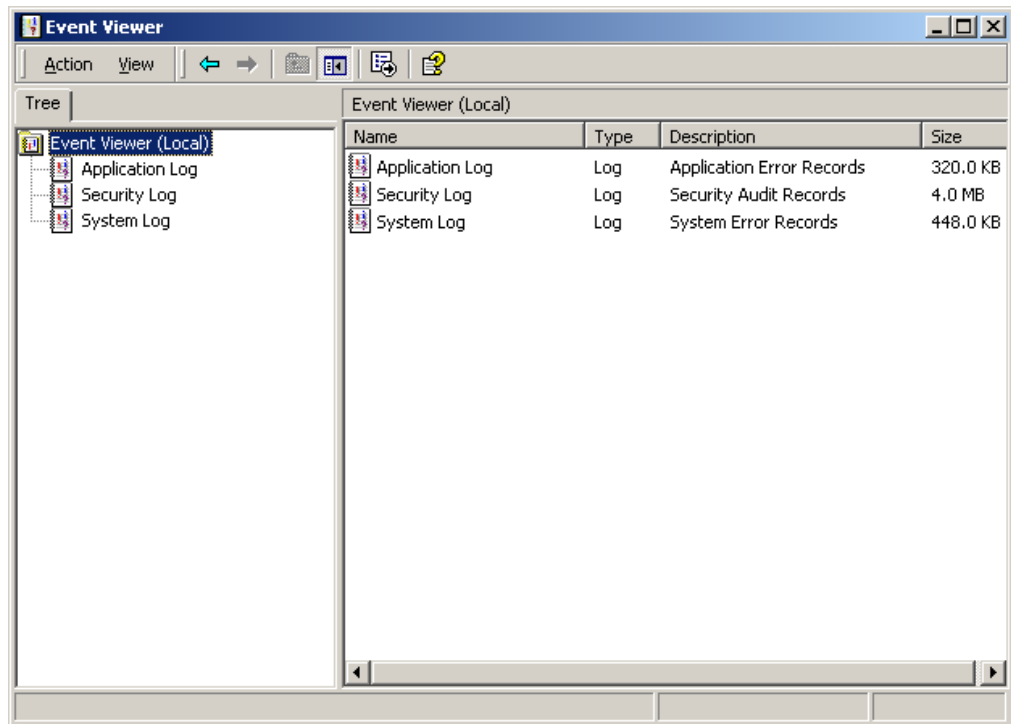 Event Viewer
Action View
Tree
Event Viewer (Local)
Application Log
Security Log
System Log
Event Viewer (Local)
Name Type Description Size
Application Log Log Application Error Records 320.0 KB
Security Log Log Security Audit Records 4.0 MB
System Log Log System Error Records 448.0 KB